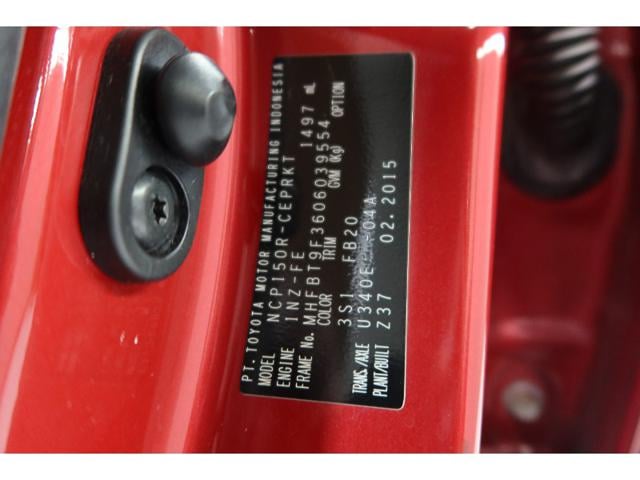 PT. TOYOTA MOTOR MANUFACTURING INDONESIA
MODEL NCP150R-CEPRKT
ENGINE 1NZ-FE 1497 mL
FRAME No. MHFBT9F3606039554
COLOR TRIM GVM (Kg) OPTION
3S1 FB20
TRANS./AXLE U340E -04A
PLANT/BUILT Z37 02.2015